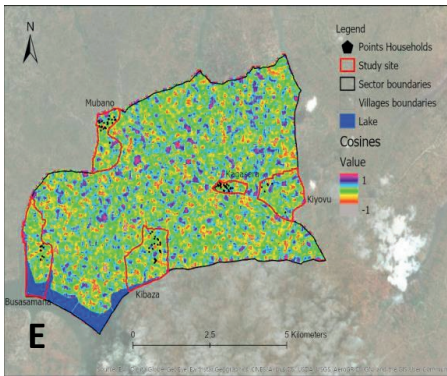 N
Legend
Points Households
Study site
Sector boundaries
Villages boundaries
Lake
Cosines
Value
1
-1
Mubano
Kiyovu
Busasamana
Kibaza
E
0 2.5 5 Kilometers